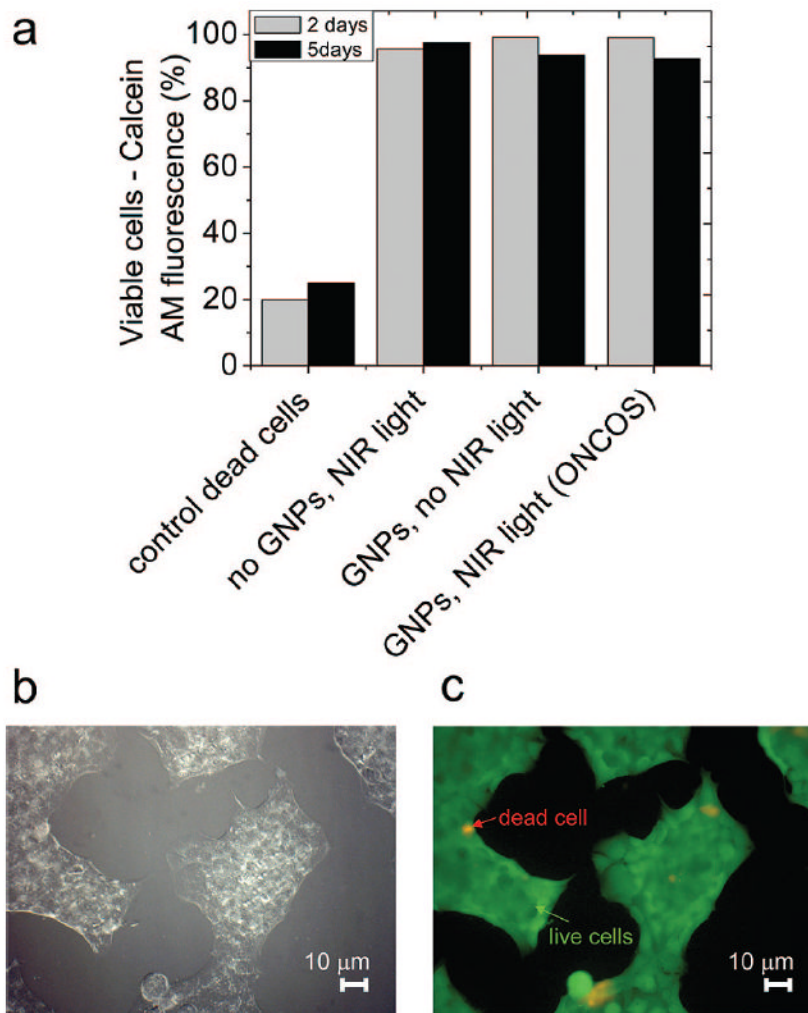 a
2 days
5days
Viable cells - Calcein
AM fluorescence (%)
100
80
60
40
20
0
control dead cells
no GNPs, NIR light
GNPs, no NIR light
GNPs, NIR light (ONCOS)
b
10 μm
c
dead cell
live cells
10 μm